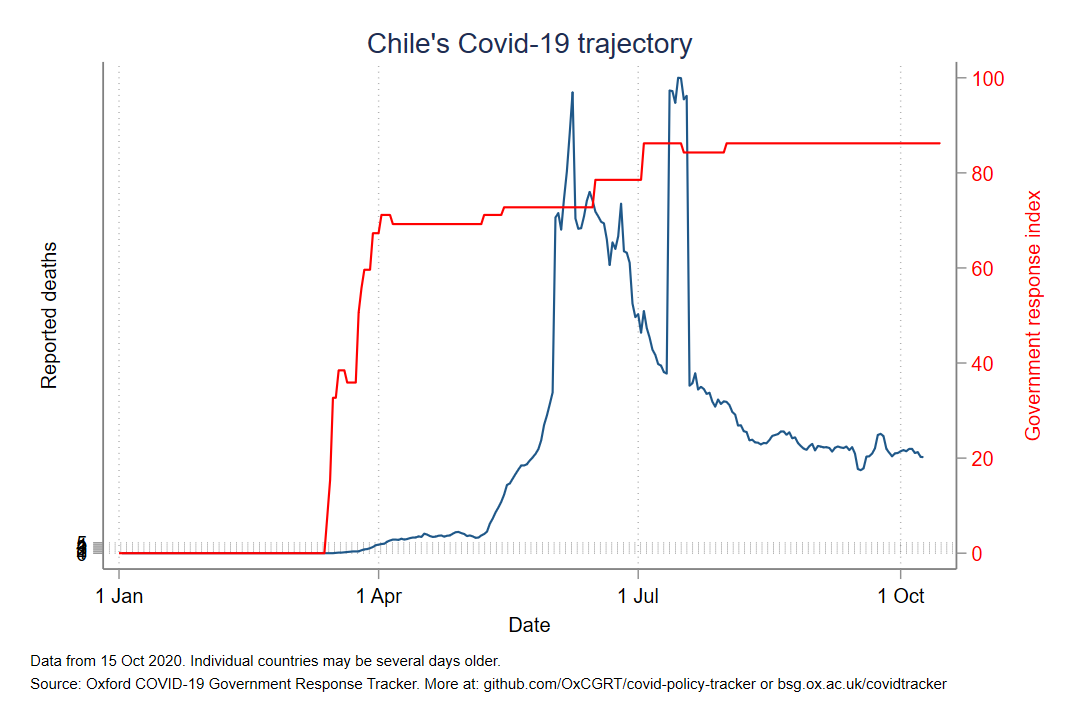 Chile's Covid-19 trajectory
Reported deaths
Government response index
100
80
60
40
20
0
1 Jan
1 Apr
1 Jul
1 Oct
Date
Data from 15 Oct 2020. Individual countries may be several days older.
Source: Oxford COVID-19 Government Response Tracker. More at: github.com/OxCGRT/covid-policy-tracker or bsg.ox.ac.uk/covidtracker